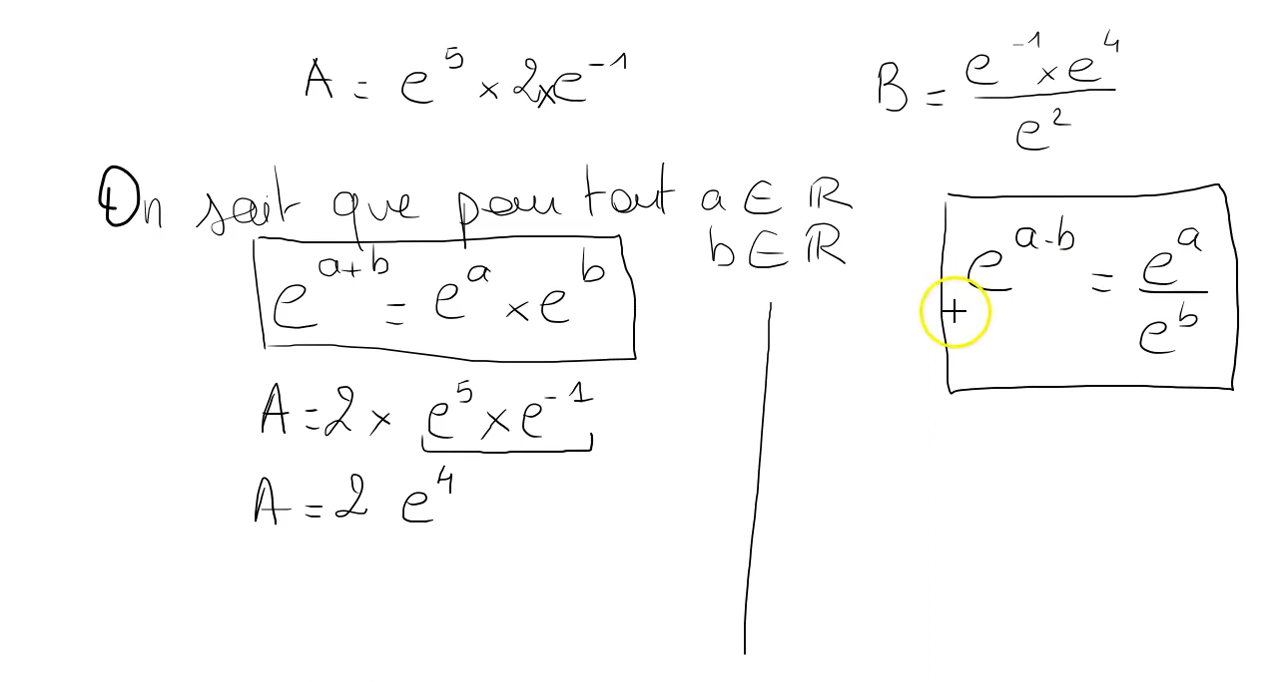 A = e^5 × 2×e^-1
B = (e^-1 × e^4)/e^2
On sait que pour tout a ∈ ℝ
b ∈ ℝ
e^(a+b) = e^a × e^b
e^(a-b) = e^a/e^b
A = 2 × e^5 × e^-1
A = 2 e^4